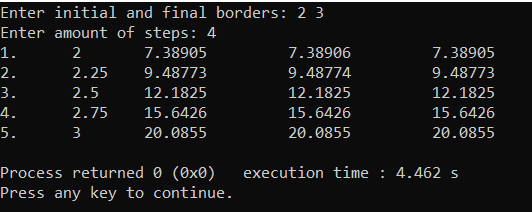 Enter initial and final borders: 2 3
Enter amount of steps: 4
1. 2 7.38905 7.38906 7.38905
2. 2.25 9.48773 9.48774 9.48773
3. 2.5 12.1825 12.1825 12.1825
4. 2.75 15.6426 15.6426 15.6426
5. 3 20.0855 20.0855 20.0855
Process returned 0 (0x0) execution time : 4.462 s
Press any key to continue.